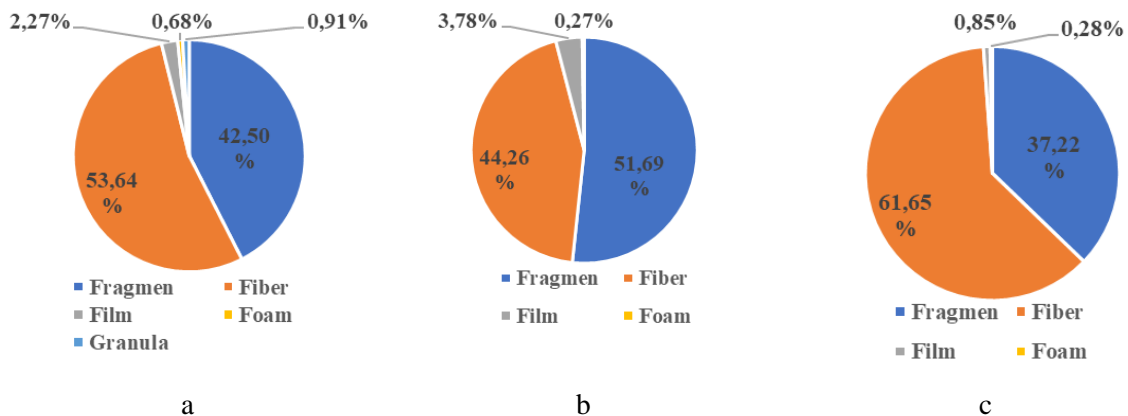 2,27%
0,68%
0,91%
42,50
%
53,64
%
Fragmen
Fiber
Film
Foam
Granula
a
3,78%
0,27%
44,26
%
51,69
%
Fragmen
Fiber
Film
Foam
b
0,85%
0,28%
37,22
%
61,65
%
Fragmen
Fiber
Film
Foam
c